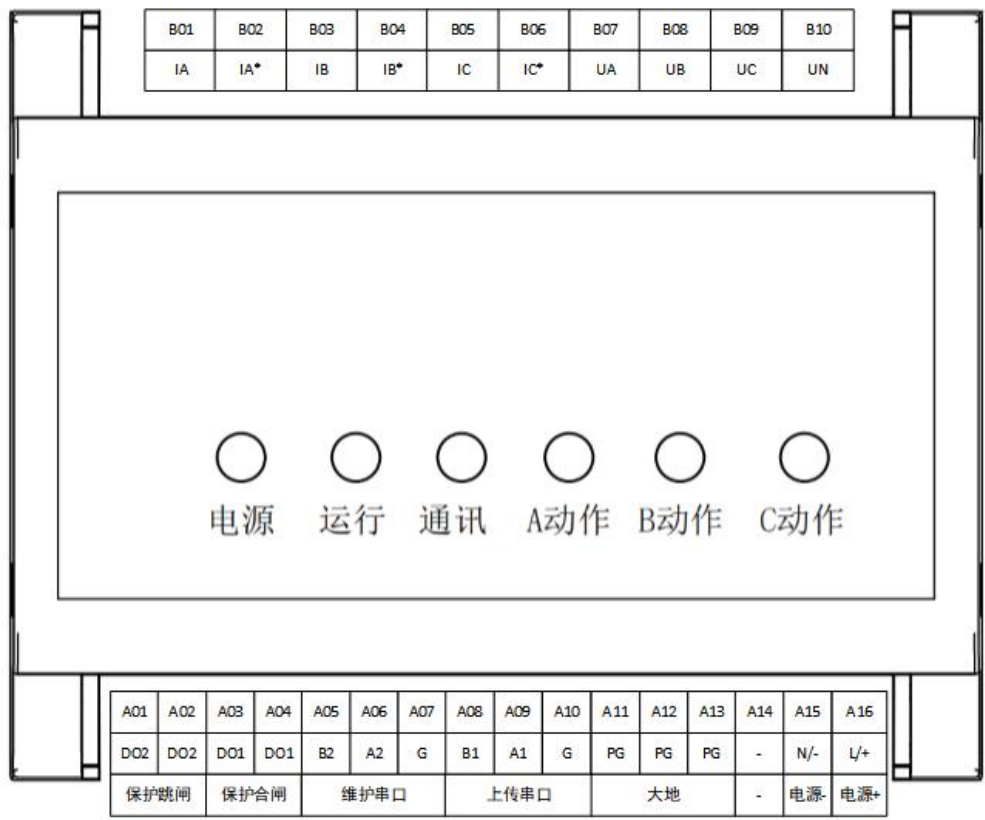 B01 B02 B03 B04 B05 B06 B07 B08 B09 B10
IA IA* IB IB* IC IC* UA UB UC UN
电源 运行 通讯 A动作 B动作 C动作
A01 A02 A03 A04 A05 A06 A07 A08 A09 A10 A11 A12 A13 A14 A15 A16
DO2 DO2 DO1 DO1 B2 A2 G B1 A1 G PG PG PG - N/- L/+
保护跳闸 保护合闸 维护串口 上传串口 大地 - 电源- 电源+